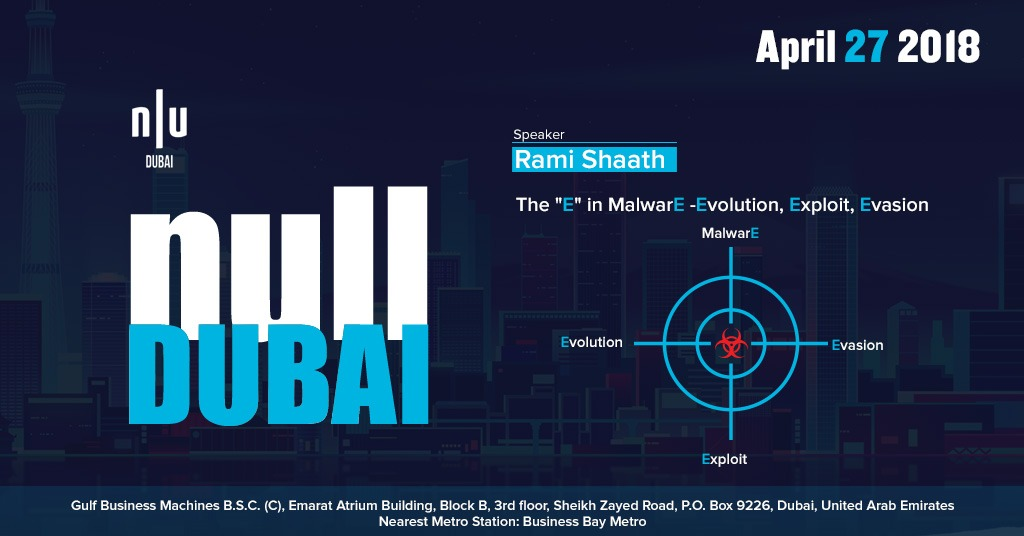 April 27 2018
n|u
DUBAI
null
DUBAI
Speaker
Rami Shaath
The "E" in MalwarE -Evolution, Exploit, Evasion
MalwarE
Evolution
Evasion
Exploit
Gulf Business Machines B.S.C. (C), Emarat Atrium Building, Block B, 3rd floor, Sheikh Zayed Road, P.O. Box 9226, Dubai, United Arab Emirates
Nearest Metro Station: Business Bay Metro